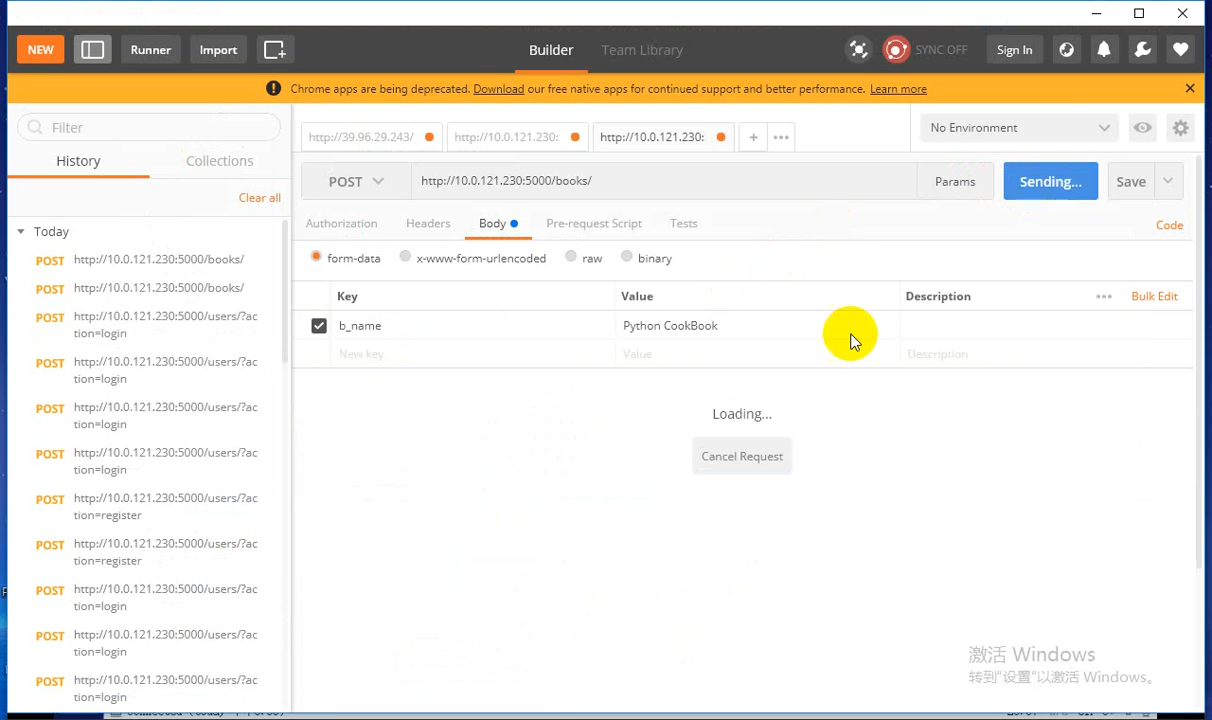 NEW Runner Import Builder Team Library SYNC OFF Sign In
Chrome apps are being deprecated. Download our free native apps for continued support and better performance. Learn more
Filter
History Collections
Clear all
Today
POST http://10.0.121.230:5000/books/
POST http://10.0.121.230:5000/books/
POST http://10.0.121.230:5000/users/?ac
tion=login
POST http://10.0.121.230:5000/users/?ac
tion=login
POST http://10.0.121.230:5000/users/?ac
tion=login
POST http://10.0.121.230:5000/users/?ac
tion=login
POST http://10.0.121.230:5000/users/?ac
tion=register
POST http://10.0.121.230:5000/users/?ac
tion=register
POST http://10.0.121.230:5000/users/?ac
tion=login
POST http://10.0.121.230:5000/users/?ac
tion=login
POST http://10.0.121.230:5000/users/?ac
tion=login
http://39.96.29.243/ http://10.0.121.230: http://10.0.121.230: No Environment
POST http://10.0.121.230:5000/books/ Params Sending... Save
Authorization Headers Body Pre-request Script Tests Code
form-data x-www-form-urlencoded raw binary
Key Value Description Bulk Edit
b_name Python CookBook
New key Value Description
Loading...
Cancel Request
激活 Windows
转到"设置"以激活 Windows。